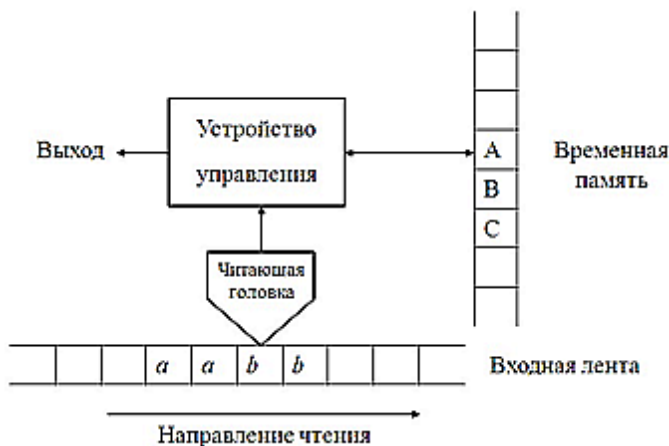 Устройство
управления
Выход
A
B
C
Временная
память
Читающая
головка
a a b b
Входная лента
Направление чтения